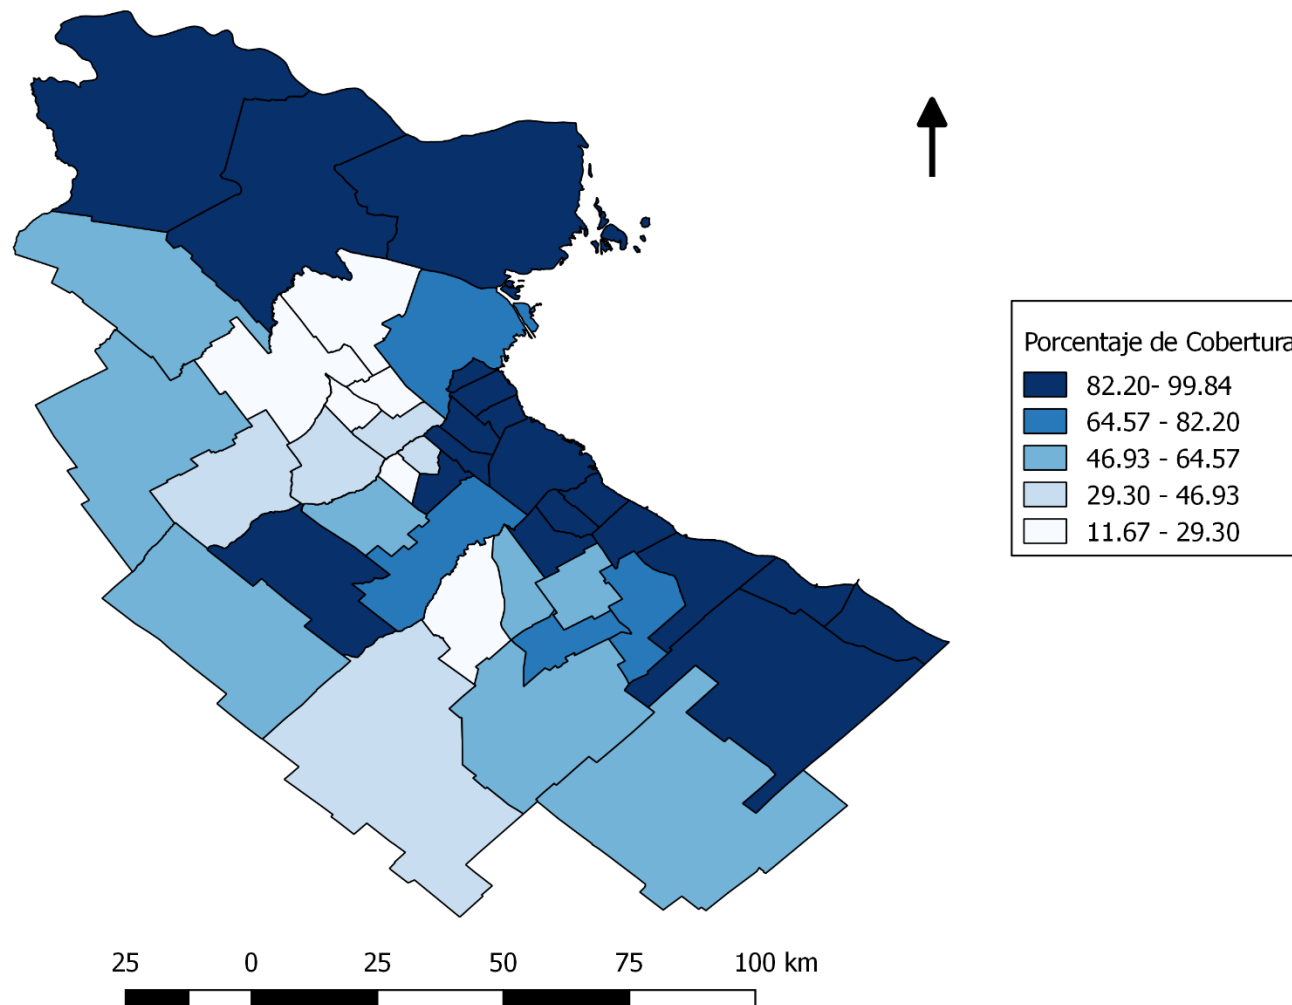 Porcentaje de Cobertura
82.20- 99.84
64.57 - 82.20
46.93 - 64.57
29.30 - 46.93
11.67 - 29.30
25 0 25 50 75 100 km